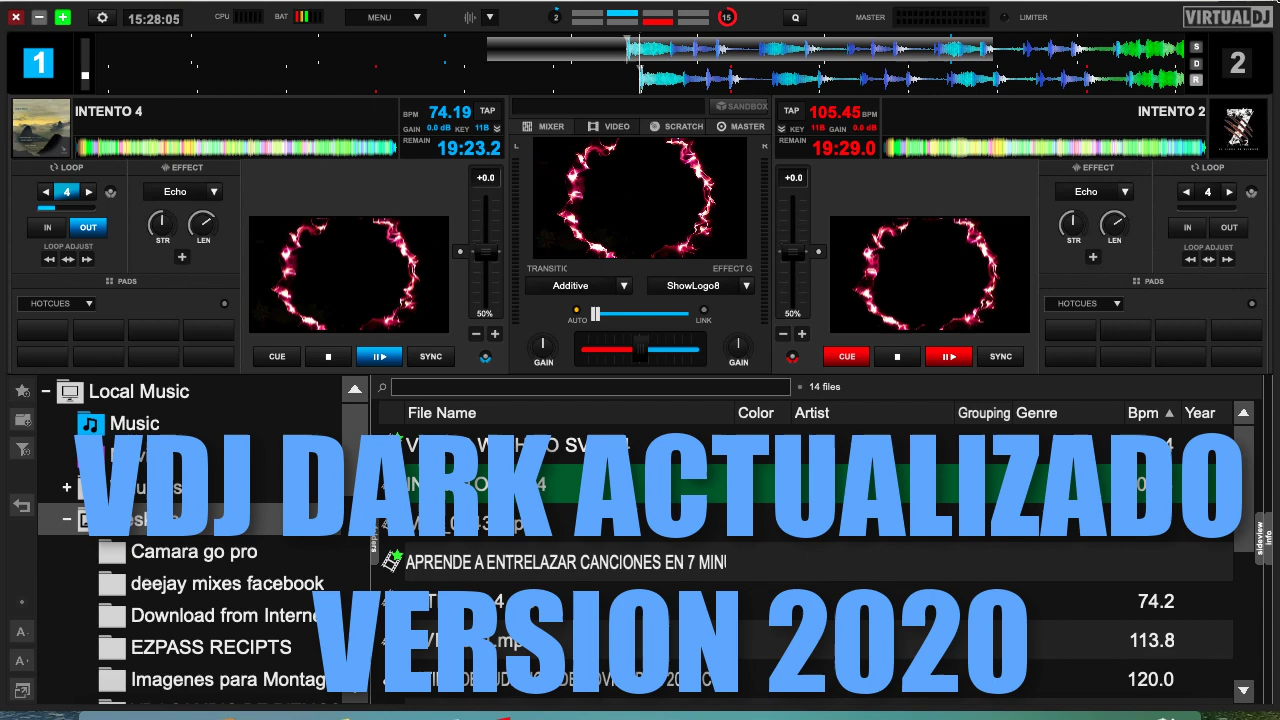 15:28:05
CPU
BAT
MENU
2
15
Q
MASTER
LIMITER
VIRTUALDJ
1
S
D
R
2
INTENTO 4
BPM 74.19 TAP
GAIN 0.0 dB KEY 11B
REMAIN 19:23.2
SANDBOX
MIXER VIDEO SCRATCH MASTER
TAP 105.45 BPM
KEY 11B GAIN 0.0 dB
REMAIN 19:29.0
INTENTO 2
LOOP
EFFECT
4
Echo
IN OUT
STR LEN
LOOP ADJUST
PADS
HOTCUES
+0.0
50%
CUE
SYNC
L
R
TRANSITIC
EFFECT G
Additive
ShowLogo8
AUTO
LINK
GAIN
GAIN
+0.0
50%
CUE
SYNC
EFFECT
LOOP
Echo
4
STR LEN
IN OUT
LOOP ADJUST
PADS
HOTCUES
Local Music
Music
14 files
File Name Color Artist Grouping Genre Bpm Year
VDJ DARK ACTUALIZADO
Camara go pro
APRENDE A ENTRELAZAR CANCIONES EN 7 MINU
deejay mixes facebook
Download from Interne
74.2
EZPASS RECIPTS
113.8
Imagenes para Montag
120.0
VERSION 2020
sideview
info
A
A